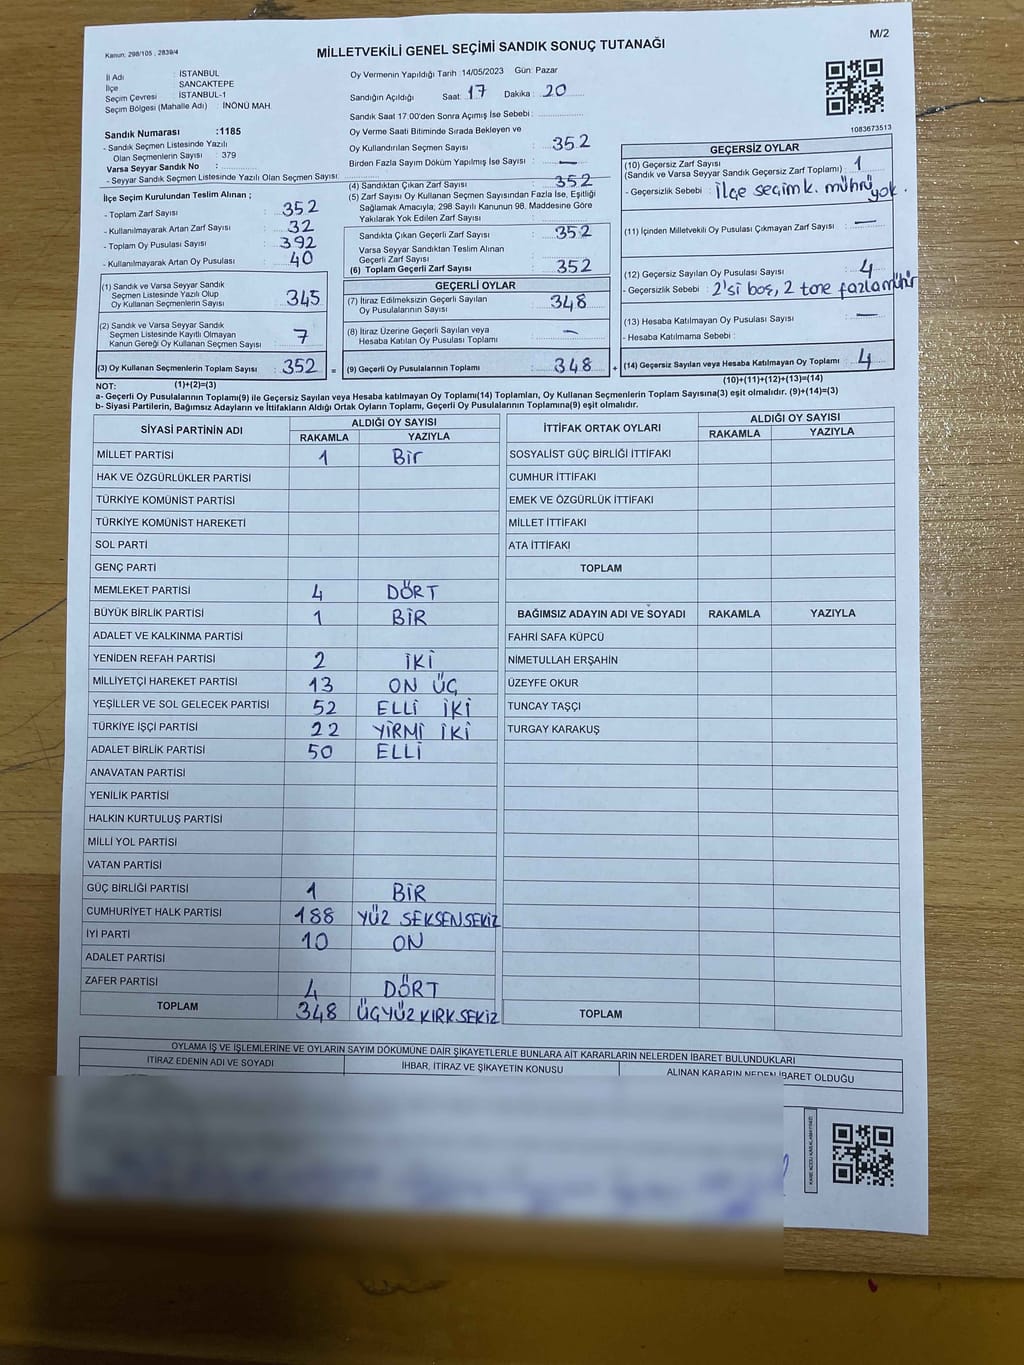 Kanun: 298/105 , 2839/4
MİLLETVEKİLİ GENEL SEÇİMİ SANDIK SONUÇ TUTANAĞI
M/2
İl Adı : İSTANBUL
İlçe : SANCAKTEPE
Seçim Çevresi : İSTANBUL-1
Seçim Bölgesi (Mahalle Adı) : İNÖNÜ MAH.
Sandık Numarası :1185
- Sandık Seçmen Listesinde Yazılı
Olan Seçmenlerin Sayısı : 379
Varsa Seyyar Sandık No :
- Seyyar Sandık Seçmen Listesinde Yazılı Olan Seçmen Sayısı:
Oy Vermenin Yapıldığı Tarih :14/05/2023 Gün: Pazar
Sandığın Açıldığı Saat: 17 Dakika : 20
Sandık Saat 17.00'den Sonra Açımış İse Sebebi :
Oy Verme Saati Bitiminde Sırada Bekleyen ve
Oy Kullandırılan Seçmen Sayısı : 352
Birden Fazla Sayım Döküm Yapılmış İse Sayısı : —
(4) Sandıktan Çıkan Zarf Sayısı : 352
(5) Zarf Sayısı Oy Kullanan Seçmen Sayısından Fazla İse, Eşitliği
Sağlamak Amacıyla; 298 Sayılı Kanunun 98. Maddesine Göre
Yakılarak Yok Edilen Zarf Sayısı :
Sandıkta Çıkan Geçerli Zarf Sayısı : 352
Varsa Seyyar Sandıktan Teslim Alınan
Geçerli Zarf Sayısı :
(6) Toplam Geçerli Zarf Sayısı : 352
1083673513
GEÇERSİZ OYLAR
(10) Geçersiz Zarf Sayısı : 1
(Sandık ve Varsa Seyyar Sandık Geçersiz Zarf Toplamı)
- Geçersizlik Sebebi : ilçe seçim k. mührü yok.
(11) İçinden Milletvekili Oy Pusulası Çıkmayan Zarf Sayısı : —
(12) Geçersiz Sayılan Oy Pusulası Sayısı : 4
- Geçersizlik Sebebi : 2'si boş, 2 tane fazla mühür
(13) Hesaba Katılmayan Oy Pusulası Sayısı : —
- Hesaba Katılmama Sebebi :
(14) Geçersiz Sayılan veya Hesaba Katılmayan Oy Toplamı : 4
(10)+(11)+(12)+(13)=(14)
İlçe Seçim Kurulundan Teslim Alınan ;
- Toplam Zarf Sayısı : 352
- Kullanılmayarak Artan Zarf Sayısı : 32
- Toplam Oy Pusulası Sayısı : 392
- Kullanılmayarak Artan Oy Pusulası : 40
(1) Sandık ve Varsa Seyyar Sandık
Seçmen Listesinde Yazılı Olup
Oy Kullanan Seçmenlerin Sayısı : 345
(2) Sandık ve Varsa Seyyar Sandık
Seçmen Listesinde Kayıtlı Olmayan
Kanun Gereği Oy Kullanan Seçmen Sayısı : 7
(3) Oy Kullanan Seçmenlerin Toplam Sayısı : 352 =
(1)+(2)=(3)
GEÇERLİ OYLAR
(7) İtiraz Edilmeksizin Geçerli Sayılan
Oy Pusulalarının Sayısı : 348
(8) İtiraz Üzerine Geçerli Sayılan veya
Hesaba Katılan Oy Pusulası Toplamı : —
(9) Geçerli Oy Pusulalarının Toplamı : 348 +
NOT:
a- Geçerli Oy Pusulalarının Toplamı(9) ile Geçersiz Sayılan veya Hesaba katılmayan Oy Toplamı(14) Toplamları, Oy Kullanan Seçmenlerin Toplam Sayısına(3) eşit olmalıdır. (9)+(14)=(3)
b- Siyasi Partilerin, Bağımsız Adayların ve İttifakların Aldığı Ortak Oyların Toplamı, Geçerli Oy Pusulalarının Toplamına(9) eşit olmalıdır.
SİYASİ PARTİNİN ADI ALDIĞI OY SAYISI
RAKAMLA YAZIYLA
MİLLET PARTİSİ 1 Bir
HAK VE ÖZGÜRLÜKLER PARTİSİ
TÜRKİYE KOMÜNİST PARTİSİ
TÜRKİYE KOMÜNİST HAREKETİ
SOL PARTİ
GENÇ PARTİ
MEMLEKET PARTİSİ 4 DÖRT
BÜYÜK BİRLİK PARTİSİ 1 BİR
ADALET VE KALKINMA PARTİSİ
YENİDEN REFAH PARTİSİ 2 İKİ
MİLLİYETÇİ HAREKET PARTİSİ 13 ON ÜÇ
YEŞİLLER VE SOL GELECEK PARTİSİ 52 ELLİ İKİ
TÜRKİYE İŞÇİ PARTİSİ 22 YİRMİ İKİ
ADALET BİRLİK PARTİSİ 50 ELLİ
ANAVATAN PARTİSİ
YENİLİK PARTİSİ
HALKIN KURTULUŞ PARTİSİ
MİLLİ YOL PARTİSİ
VATAN PARTİSİ
GÜÇ BİRLİĞİ PARTİSİ 1 BİR
CUMHURİYET HALK PARTİSİ 188 YÜZ SEKSEN SEKİZ
İYİ PARTİ 10 ON
ADALET PARTİSİ
ZAFER PARTİSİ 4 DÖRT
TOPLAM 348 ÜÇYÜZ KIRK SEKİZ
İTTİFAK ORTAK OYLARI ALDIĞI OY SAYISI
RAKAMLA YAZIYLA
SOSYALİST GÜÇ BİRLİĞİ İTTİFAKI
CUMHUR İTTİFAKI
EMEK VE ÖZGÜRLÜK İTTİFAKI
MİLLET İTTİFAKI
ATA İTTİFAKI
TOPLAM
BAĞIMSIZ ADAYIN ADI VE SOYADI RAKAMLA YAZIYLA
FAHRİ SAFA KÜPCÜ
NİMETULLAH ERŞAHİN
ÜZEYFE OKUR
TUNCAY TAŞÇI
TURGAY KARAKUŞ
TOPLAM
OYLAMA İŞ VE İŞLEMLERİNE VE OYLARIN SAYIM DÖKÜMÜNE DAİR ŞİKAYETLERLE BUNLARA AİT KARARLARIN NELERDEN İBARET BULUNDUKLARI
İTİRAZ EDENİN ADI VE SOYADI İHBAR, İTİRAZ VE ŞİKAYETİN KONUSU ALINAN KARARIN NEDEN İBARET OLDUĞU